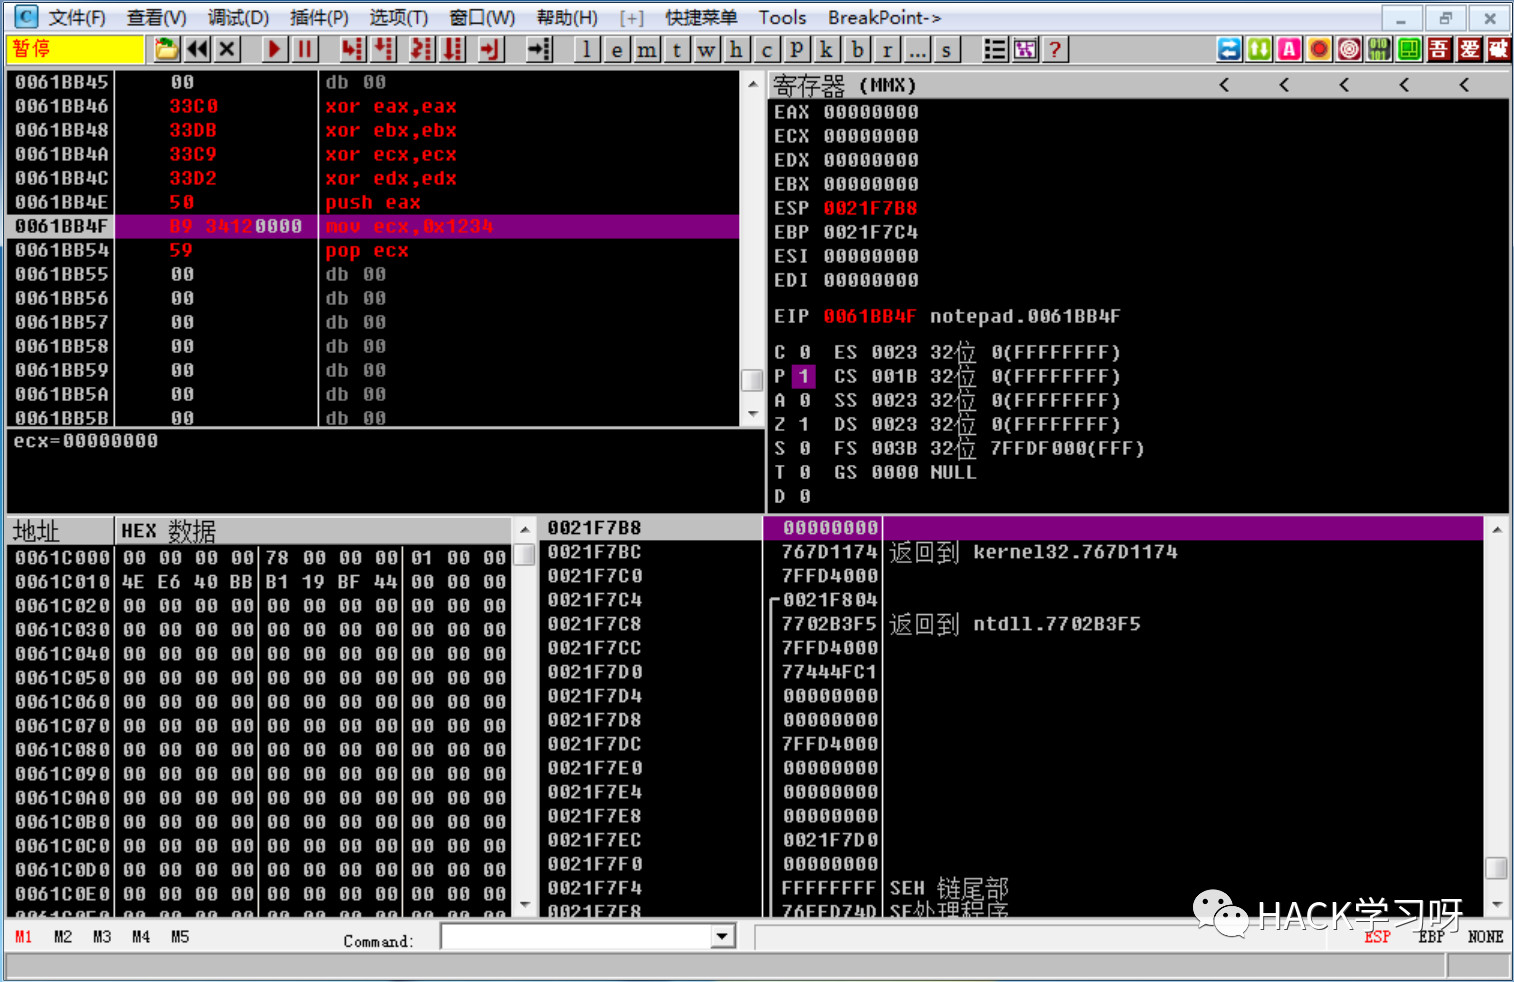 文件(F) 查看(V) 调试(D) 插件(P) 选项(T) 窗口(W) 帮助(H) [+] 快捷菜单 Tools BreakPoint->
暂停 l e m t w h c P k b r ... s ? 吾 爱 破
0061BB45 00 db 00
0061BB46 33C0 xor eax,eax
0061BB48 33DB xor ebx,ebx
0061BB4A 33C9 xor ecx,ecx
0061BB4C 33D2 xor edx,edx
0061BB4E 50 push eax
0061BB4F B9 34120000 mov ecx,0x1234
0061BB54 59 pop ecx
0061BB55 00 db 00
0061BB56 00 db 00
0061BB57 00 db 00
0061BB58 00 db 00
0061BB59 00 db 00
0061BB5A 00 db 00
0061BB5B 00 db 00
ecx=00000000
寄存器 (MMX) < < < < <
EAX 00000000
ECX 00000000
EDX 00000000
EBX 00000000
ESP 0021F7B8
EBP 0021F7C4
ESI 00000000
EDI 00000000
EIP 0061BB4F notepad.0061BB4F
C 0 ES 0023 32位 0(FFFFFFFF)
P 1 CS 001B 32位 0(FFFFFFFF)
A 0 SS 0023 32位 0(FFFFFFFF)
Z 1 DS 0023 32位 0(FFFFFFFF)
S 0 FS 003B 32位 7FFDF000(FFF)
T 0 GS 0000 NULL
D 0
地址 HEX 数据
0061C000 00 00 00 00 78 00 00 00 01 00 00
0061C010 4E E6 40 BB B1 19 BF 44 00 00 00
0061C020 00 00 00 00 00 00 00 00 00 00 00
0061C030 00 00 00 00 00 00 00 00 00 00 00
0061C040 00 00 00 00 00 00 00 00 00 00 00
0061C050 00 00 00 00 00 00 00 00 00 00 00
0061C060 00 00 00 00 00 00 00 00 00 00 00
0061C070 00 00 00 00 00 00 00 00 00 00 00
0061C080 00 00 00 00 00 00 00 00 00 00 00
0061C090 00 00 00 00 00 00 00 00 00 00 00
0061C0A0 00 00 00 00 00 00 00 00 00 00 00
0061C0B0 00 00 00 00 00 00 00 00 00 00 00
0061C0C0 00 00 00 00 00 00 00 00 00 00 00
0061C0D0 00 00 00 00 00 00 00 00 00 00 00
0061C0E0 00 00 00 00 00 00 00 00 00 00 00
0061C0F0 00 00 00 00 00 00 00 00 00 00 00
0021F7B8 00000000
0021F7BC 767D1174 返回到 kernel32.767D1174
0021F7C0 7FFD4000
0021F7C4 0021F804
0021F7C8 7702B3F5 返回到 ntdll.7702B3F5
0021F7CC 7FFD4000
0021F7D0 77444FC1
0021F7D4 00000000
0021F7D8 00000000
0021F7DC 7FFD4000
0021F7E0 00000000
0021F7E4 00000000
0021F7E8 00000000
0021F7EC 0021F7D0
0021F7F0 00000000
0021F7F4 FFFFFFFF SEH 链尾部
0021F7F8 76FFD74D SE处理程序
HACK学习呀
M1 M2 M3 M4 M5 Command: ESP EBP NONE